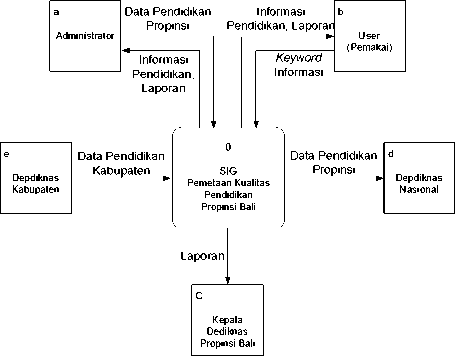 a
Administrator
Data Pendidikan
Propinsi
Informasi
Pendidikan,
Laporan
Informasi
Pendidikan, Laporan
Keyword
Informasi
b
User
(Pemakai)
e
Depdiknas
Kabupaten
Data Pendidikan
Kabupaten
0
SIG
Pemetaan Kualitas
Pendidikan
Propinsi Bali
Data Pendidikan
Propinsi
d
Depdiknas
Nasional
Laporan
C
Kepala
Dediknas
Propinsi Bali